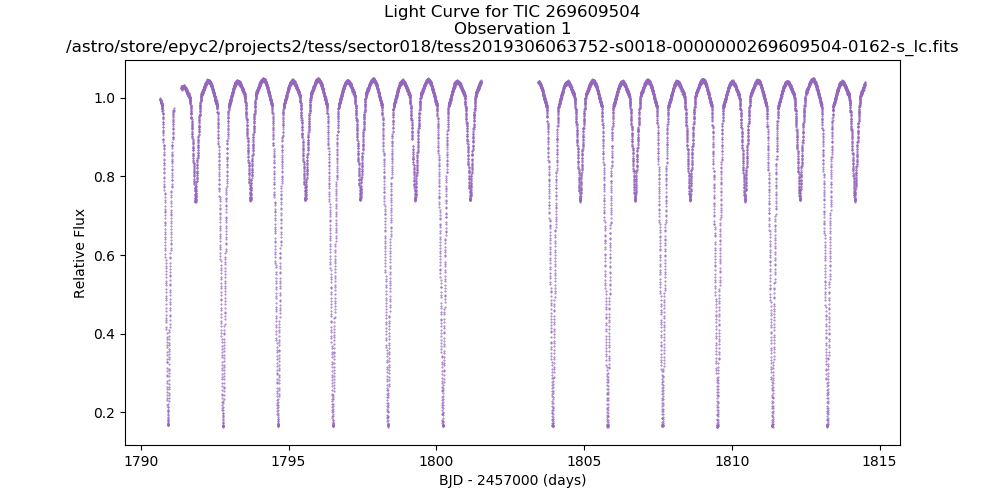 Light Curve for TIC 269609504
Observation 1
/astro/store/epyc2/projects2/tess/sector018/tess2019306063752-s0018-0000000269609504-0162-s_lc.fits
Relative Flux
1.0
0.8
0.6
0.4
0.2
1790 1795 1800 1805 1810 1815
BJD - 2457000 (days)